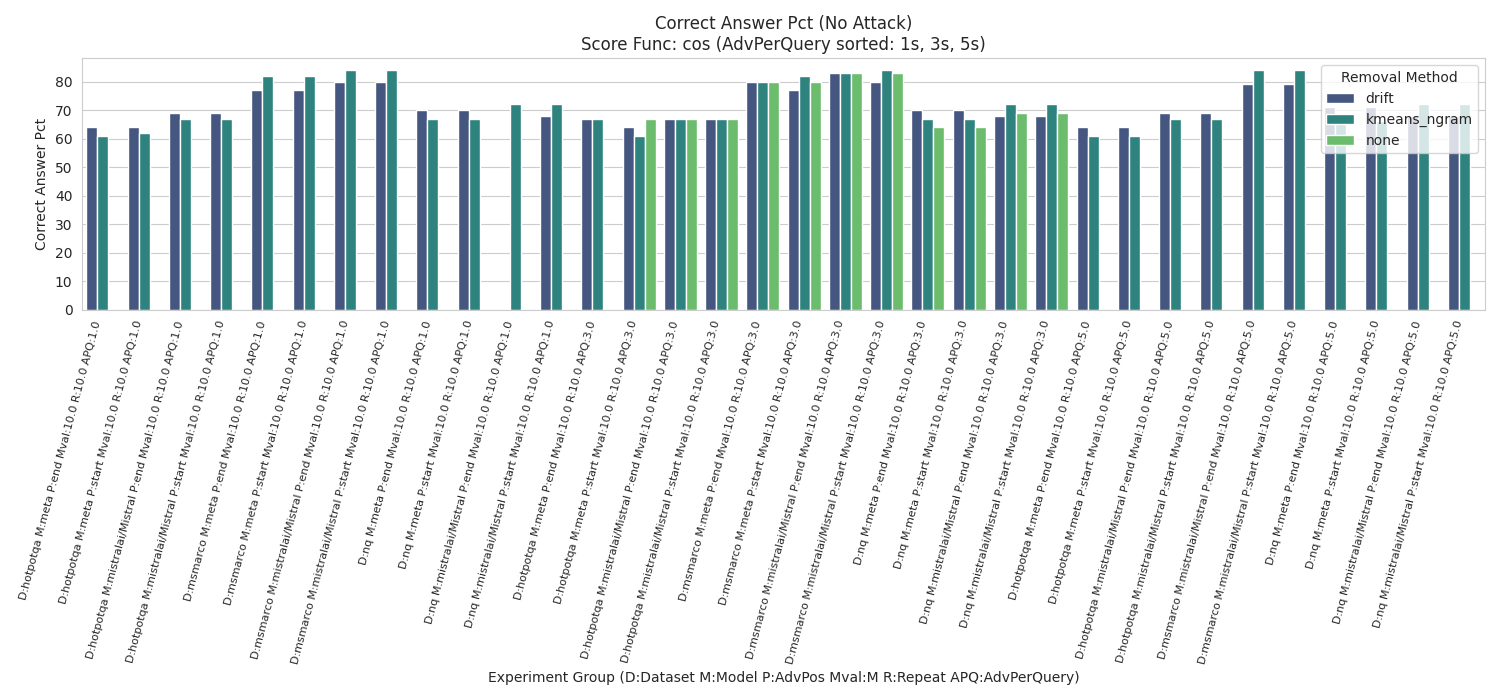 Correct Answer Pct (No Attack)
Score Func: cos (AdvPerQuery sorted: 1s, 3s, 5s)
Correct Answer Pct
80
70
60
50
40
30
20
10
0
Removal Method
drift
kmeans_ngram
none
D:hotpotqa M:meta P:end Mval:10.0 R:10.0 APQ:1.0
D:hotpotqa M:meta P:start Mval:10.0 R:10.0 APQ:1.0
D:hotpotqa M:mistralai/Mistral P:end Mval:10.0 R:10.0 APQ:1.0
D:hotpotqa M:mistralai/Mistral P:start Mval:10.0 R:10.0 APQ:1.0
D:msmarco M:meta P:end Mval:10.0 R:10.0 APQ:1.0
D:msmarco M:meta P:start Mval:10.0 R:10.0 APQ:1.0
D:msmarco M:mistralai/Mistral P:end Mval:10.0 R:10.0 APQ:1.0
D:msmarco M:mistralai/Mistral P:start Mval:10.0 R:10.0 APQ:1.0
D:nq M:meta P:end Mval:10.0 R:10.0 APQ:1.0
D:nq M:meta P:start Mval:10.0 R:10.0 APQ:1.0
D:nq M:mistralai/Mistral P:end Mval:10.0 R:10.0 APQ:1.0
D:nq M:mistralai/Mistral P:start Mval:10.0 R:10.0 APQ:1.0
D:hotpotqa M:meta P:end Mval:10.0 R:10.0 APQ:3.0
D:hotpotqa M:meta P:start Mval:10.0 R:10.0 APQ:3.0
D:hotpotqa M:mistralai/Mistral P:end Mval:10.0 R:10.0 APQ:3.0
D:hotpotqa M:mistralai/Mistral P:start Mval:10.0 R:10.0 APQ:3.0
D:msmarco M:meta P:end Mval:10.0 R:10.0 APQ:3.0
D:msmarco M:meta P:start Mval:10.0 R:10.0 APQ:3.0
D:msmarco M:mistralai/Mistral P:end Mval:10.0 R:10.0 APQ:3.0
D:msmarco M:mistralai/Mistral P:start Mval:10.0 R:10.0 APQ:3.0
D:nq M:meta P:end Mval:10.0 R:10.0 APQ:3.0
D:nq M:meta P:start Mval:10.0 R:10.0 APQ:3.0
D:nq M:mistralai/Mistral P:end Mval:10.0 R:10.0 APQ:3.0
D:nq M:mistralai/Mistral P:start Mval:10.0 R:10.0 APQ:3.0
D:hotpotqa M:meta P:end Mval:10.0 R:10.0 APQ:5.0
D:hotpotqa M:meta P:start Mval:10.0 R:10.0 APQ:5.0
D:hotpotqa M:mistralai/Mistral P:end Mval:10.0 R:10.0 APQ:5.0
D:hotpotqa M:mistralai/Mistral P:start Mval:10.0 R:10.0 APQ:5.0
D:msmarco M:mistralai/Mistral P:end Mval:10.0 R:10.0 APQ:5.0
D:msmarco M:mistralai/Mistral P:start Mval:10.0 R:10.0 APQ:5.0
D:nq M:meta P:end Mval:10.0 R:10.0 APQ:5.0
D:nq M:meta P:start Mval:10.0 R:10.0 APQ:5.0
D:nq M:mistralai/Mistral P:end Mval:10.0 R:10.0 APQ:5.0
D:nq M:mistralai/Mistral P:start Mval:10.0 R:10.0 APQ:5.0
Experiment Group (D:Dataset M:Model P:AdvPos Mval:M R:Repeat APQ:AdvPerQuery)